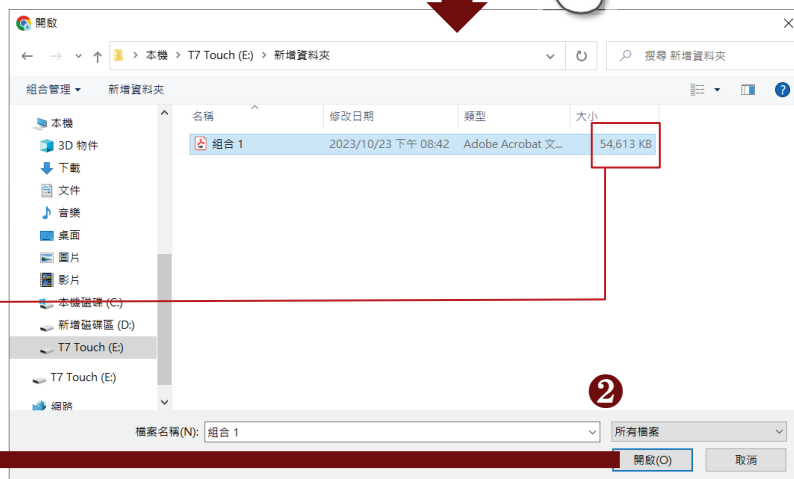 開啟
本機 > T7 Touch (E:) > 新增資料夾
搜尋 新增資料夾
組合管理 新增資料夾
名稱 修改日期 類型 大小
組合 1 2023/10/23 下午 08:42 Adobe Acrobat 文... 54,613 KB
本機
3D 物件
下載
文件
音樂
桌面
圖片
影片
本機磁碟 (C:)
新增磁碟區 (D:)
T7 Touch (E:)
T7 Touch (E:)
網路
2
檔案名稱(N): 組合 1 所有檔案
開啟(O) 取消